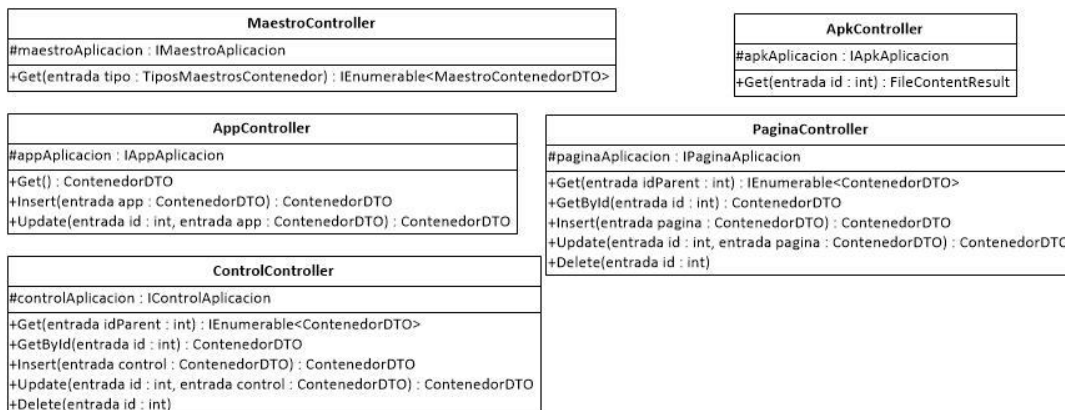 MaestroController
#maestroAplicacion : IMaestroAplicacion
+Get(entrada tipo : TiposMaestrosContenedor) : IEnumerable<MaestroContenedorDTO>
ApkController
#apkAplicacion : IApkAplicacion
+Get(entrada id : int) : FileContentResult
AppController
#appAplicacion : IAppAplicacion
+Get() : ContenedorDTO
+Insert(entrada app : ContenedorDTO) : ContenedorDTO
+Update(entrada id : int, entrada app : ContenedorDTO) : ContenedorDTO
PaginaController
#paginaAplicacion : IPaginaAplicacion
+Get(entrada idParent : int) : IEnumerable<ContenedorDTO>
+GetById(entrada id : int) : ContenedorDTO
+Insert(entrada pagina : ContenedorDTO) : ContenedorDTO
+Update(entrada id : int, entrada pagina : ContenedorDTO) : ContenedorDTO
+Delete(entrada id : int)
ControlController
#controlAplicacion : IControlAplicacion
+Get(entrada idParent : int) : IEnumerable<ContenedorDTO>
+GetById(entrada id : int) : ContenedorDTO
+Insert(entrada control : ContenedorDTO) : ContenedorDTO
+Update(entrada id : int, entrada control : ContenedorDTO) : ContenedorDTO
+Delete(entrada id : int)